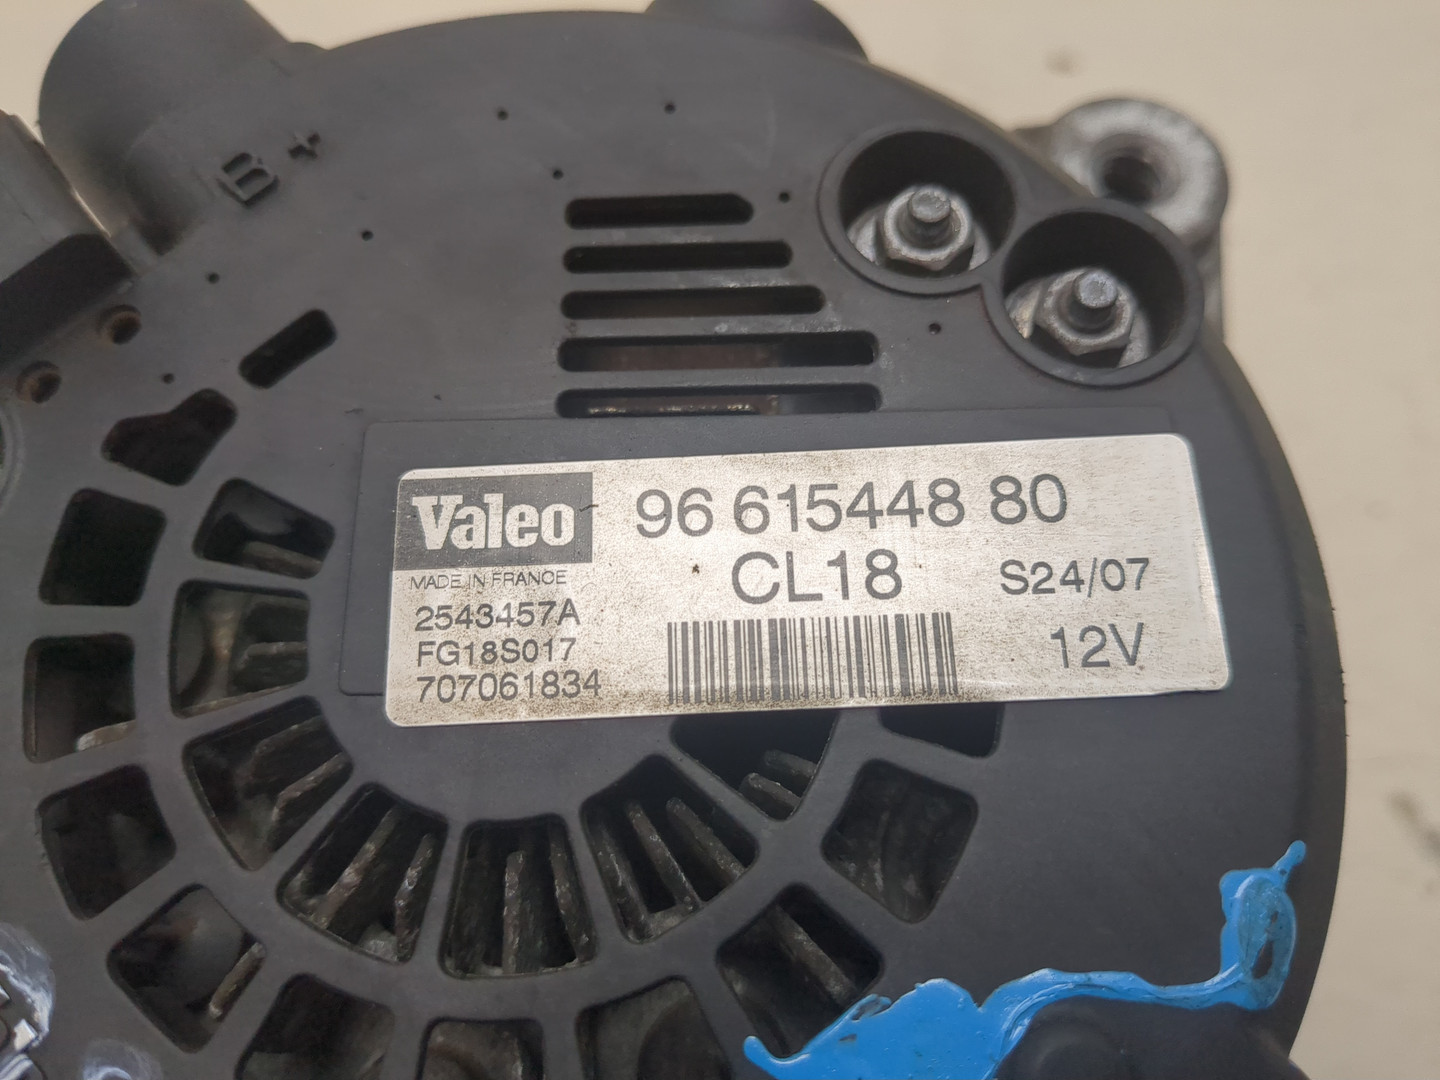 B+
Valeo 96 615448 80
MADE IN FRANCE CL18 S24/07
2543457A
FG18S017 12V
707061834